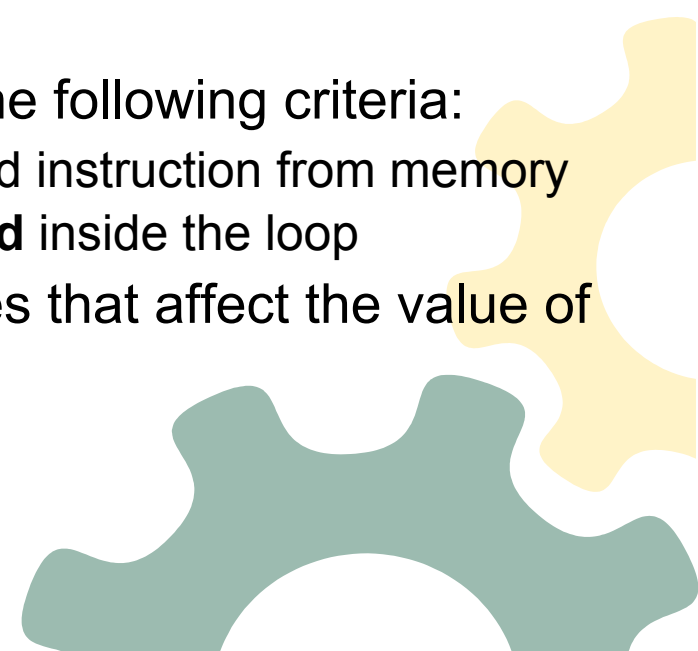 he following criteria:
d instruction from memory
d inside the loop
es that affect the value of